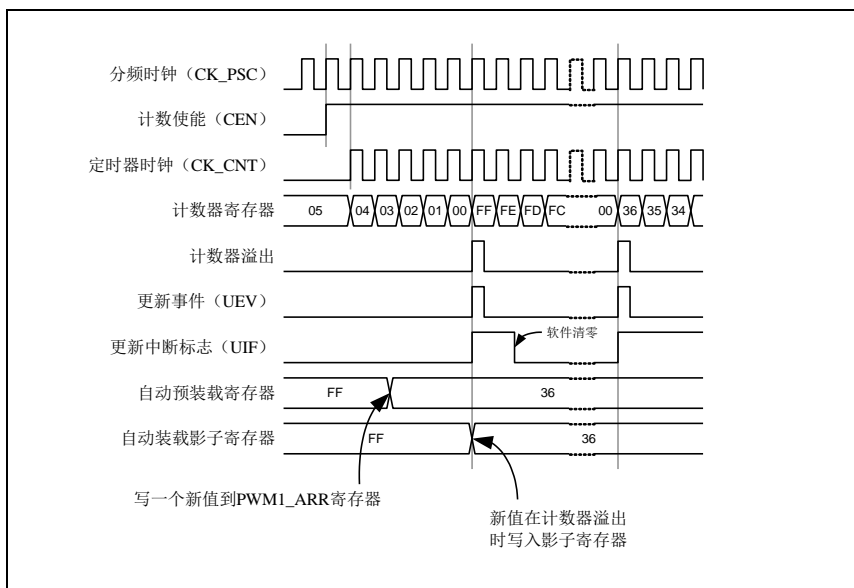 分频时钟（CK_PSC）
计数使能（CEN）
定时器时钟（CK_CNT）
计数器寄存器 05 04 03 02 01 00 FF FE FD FC 00 36 35 34
计数器溢出
更新事件（UEV）
更新中断标志（UIF） 软件清零
自动预装载寄存器 FF 36
自动装载影子寄存器 FF 36
写一个新值到PWM1_ARR寄存器
新值在计数器溢出
时写入影子寄存器